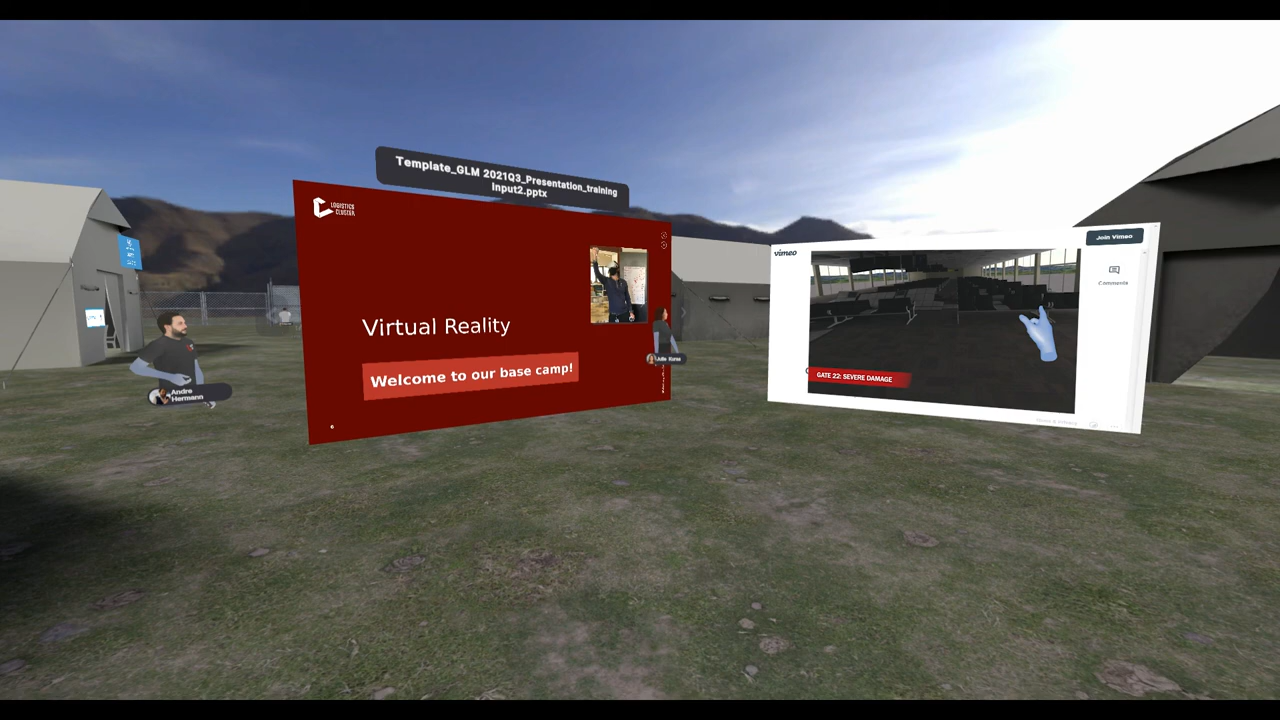 Template_GLM 2021Q3_Presentation_training
input2.pptx
LOGISTICS
CLUSTER
Virtual Reality
Welcome to our base camp!
Andre
Hermann
Julie
vimeo
Join Vimeo
Comments
GATE 22: SEVERE DAMAGE